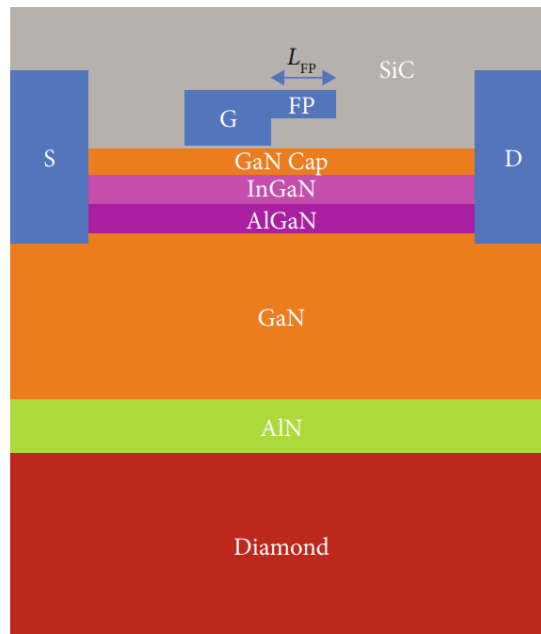 L_FP
SiC
G
FP
S
D
GaN Cap
InGaN
AlGaN
GaN
AlN
Diamond